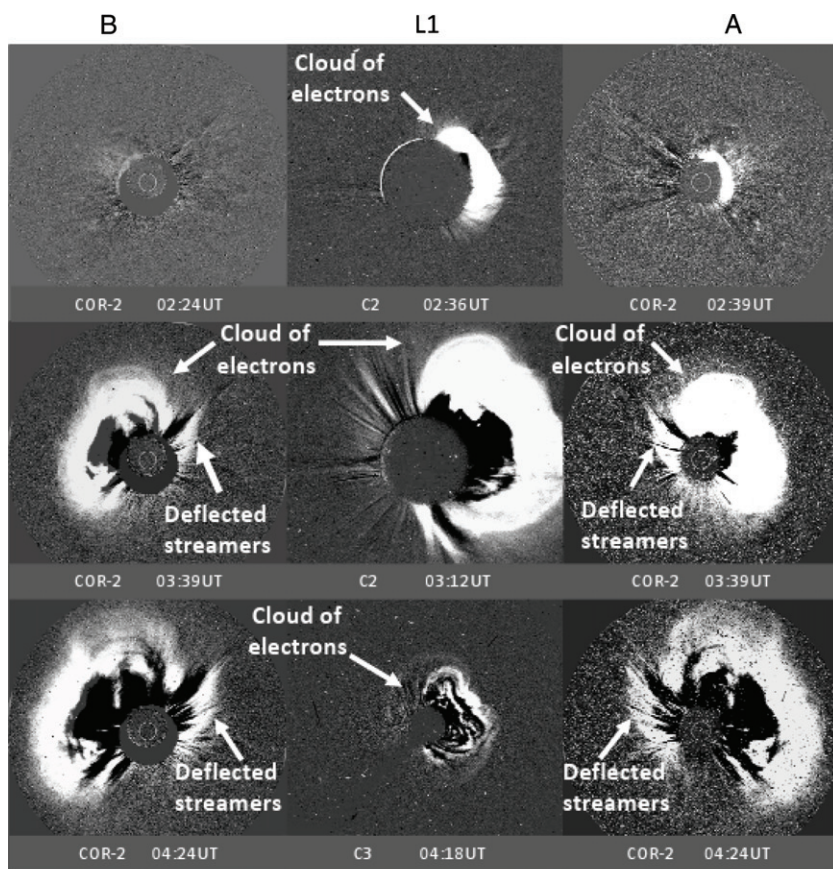 B L1 A
Cloud of
electrons
COR-2 02:24UT C2 02:36UT COR-2 02:39UT
Cloud of
electrons
Cloud of
electrons
Deflected
streamers
Deflected
streamers
COR-2 03:39UT C2 03:12UT COR-2 03:39UT
Cloud of
electrons
Deflected
streamers
Deflected
streamers
COR-2 04:24UT C3 04:18UT COR-2 04:24UT